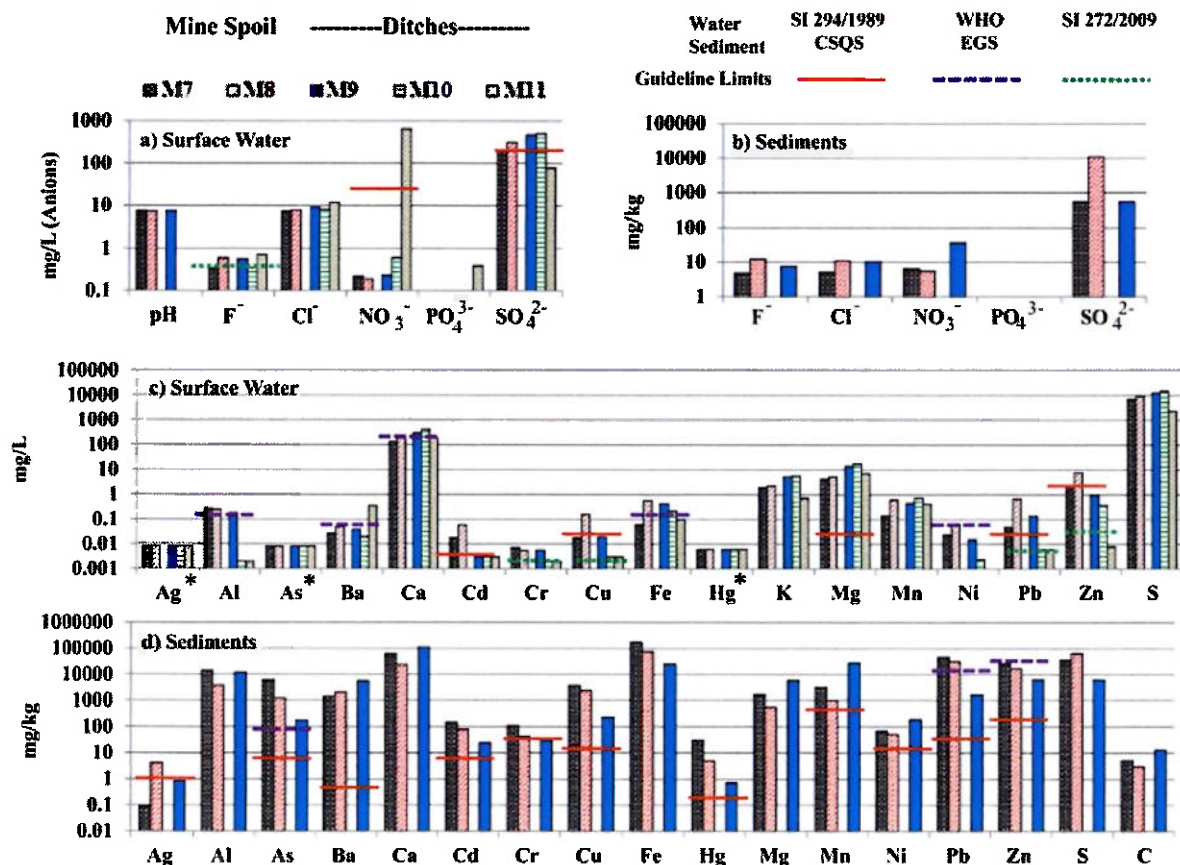 Mine Spoil ----------Ditches----------
M7 M8 M9 M10 M11
Water SI 294/1989 WHO SI 272/2009
Sediment CSQS EGS
Guideline Limits
a) Surface Water
mg/L (Anions)
1000
100
10
1
0.1
pH F⁻ Cl⁻ NO₃⁻ PO₄³⁻ SO₄²⁻
b) Sediments
mg/kg
100000
10000
1000
100
10
1
F⁻ Cl⁻ NO₃⁻ PO₄³⁻ SO₄²⁻
c) Surface Water
mg/L
100000
10000
1000
100
10
1
0.1
0.01
0.001
Ag* Al As* Ba Ca Cd Cr Cu Fe Hg* K Mg Mn Ni Pb Zn S
d) Sediments
mg/kg
1000000
100000
10000
1000
100
10
1
0.1
0.01
Ag Al As Ba Ca Cd Cr Cu Fe Hg Mg Mn Ni Pb Zn S C